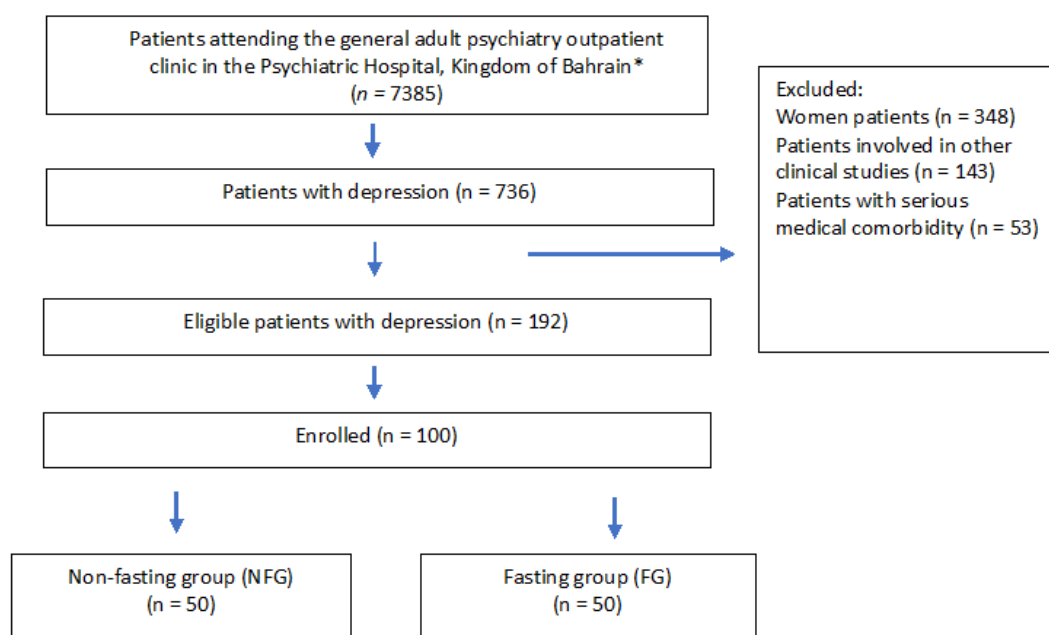 Patients attending the general adult psychiatry outpatient
clinic in the Psychiatric Hospital, Kingdom of Bahrain*
(n = 7385)
Patients with depression (n = 736)
Excluded:
Women patients (n = 348)
Patients involved in other
clinical studies (n = 143)
Patients with serious
medical comorbidity (n = 53)
Eligible patients with depression (n = 192)
Enrolled (n = 100)
Non-fasting group (NFG)
(n = 50)
Fasting group (FG)
(n = 50)